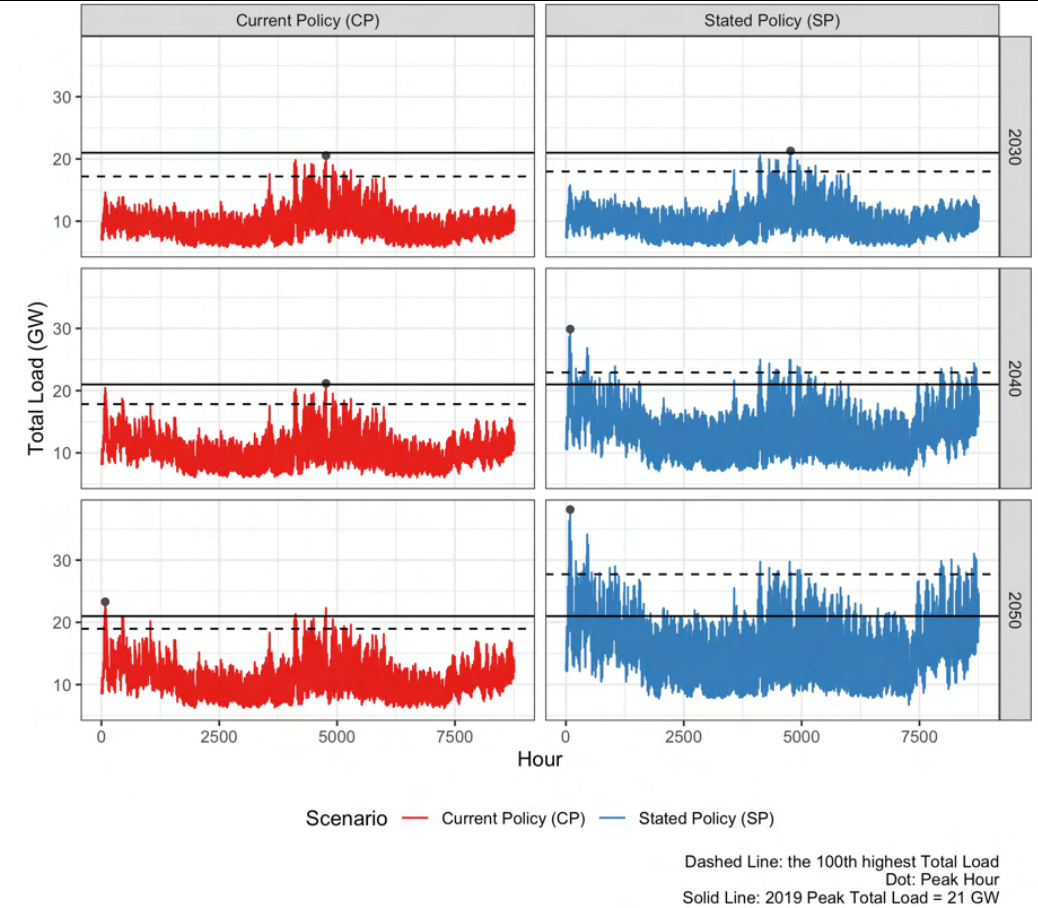 Current Policy (CP)
Stated Policy (SP)
Total Load (GW)
30
20
10
2030
30
20
10
2040
30
20
10
2050
0
2500
5000
7500
0
2500
5000
7500
Hour
Scenario
Current Policy (CP)
Stated Policy (SP)
Dashed Line: the 100th highest Total Load
Dot: Peak Hour
Solid Line: 2019 Peak Total Load = 21 GW